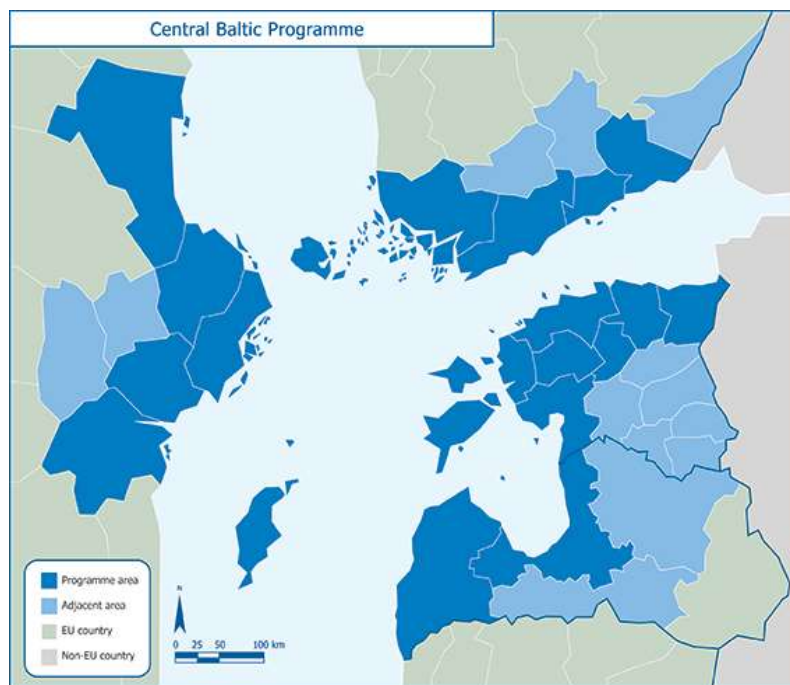 Central Baltic Programme
Programme area
Adjacent area
EU country
Non-EU country
N
0 25 50 100 km